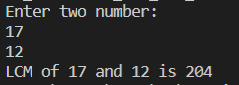 Enter two number:
17
12
LCM of 17 and 12 is 204